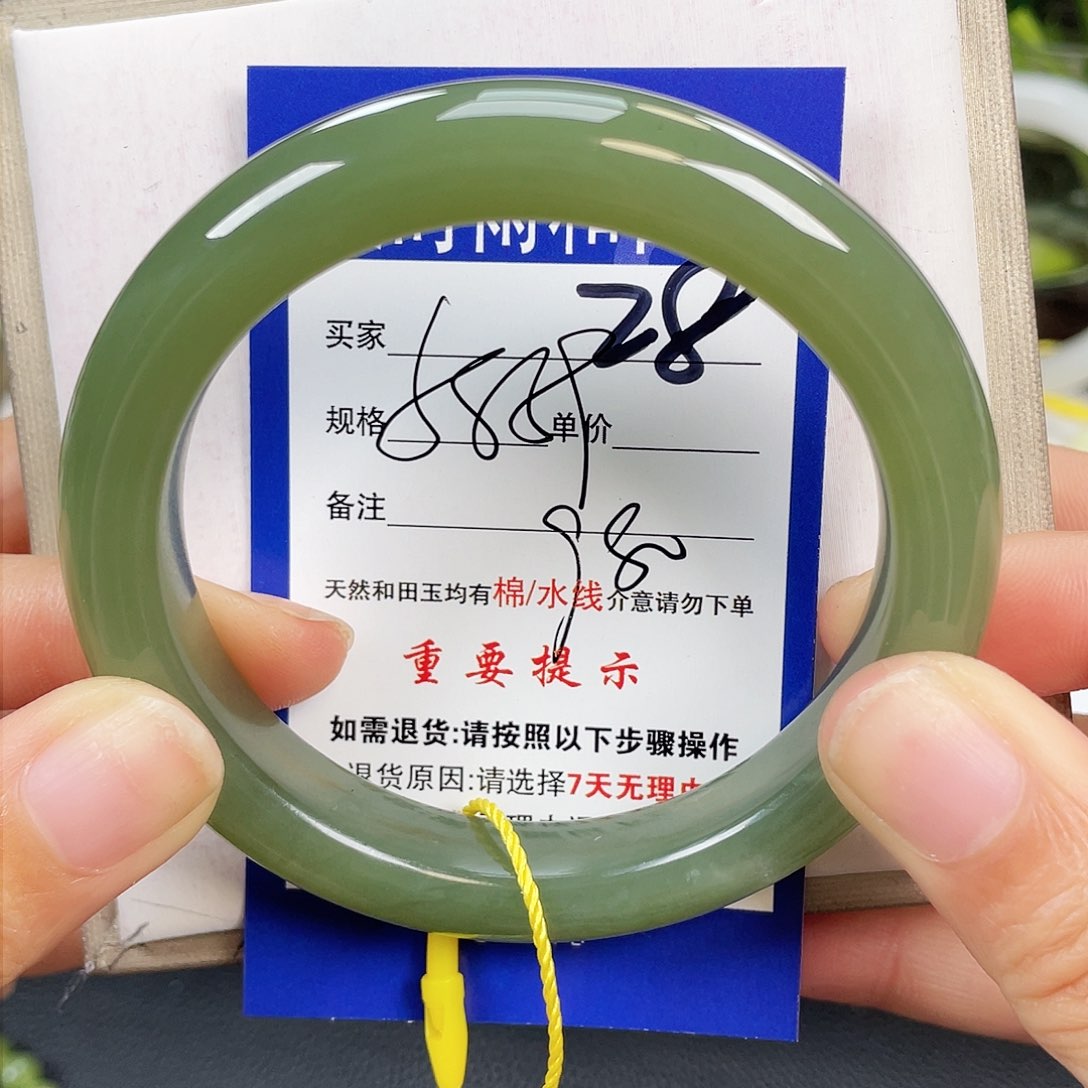 28
买家
规格 单价
备注
98
天然和田玉均有棉/水线介意请勿下单
重要提示
如需退货:请按照以下步骤操作
退货原因:请选择7天无理由